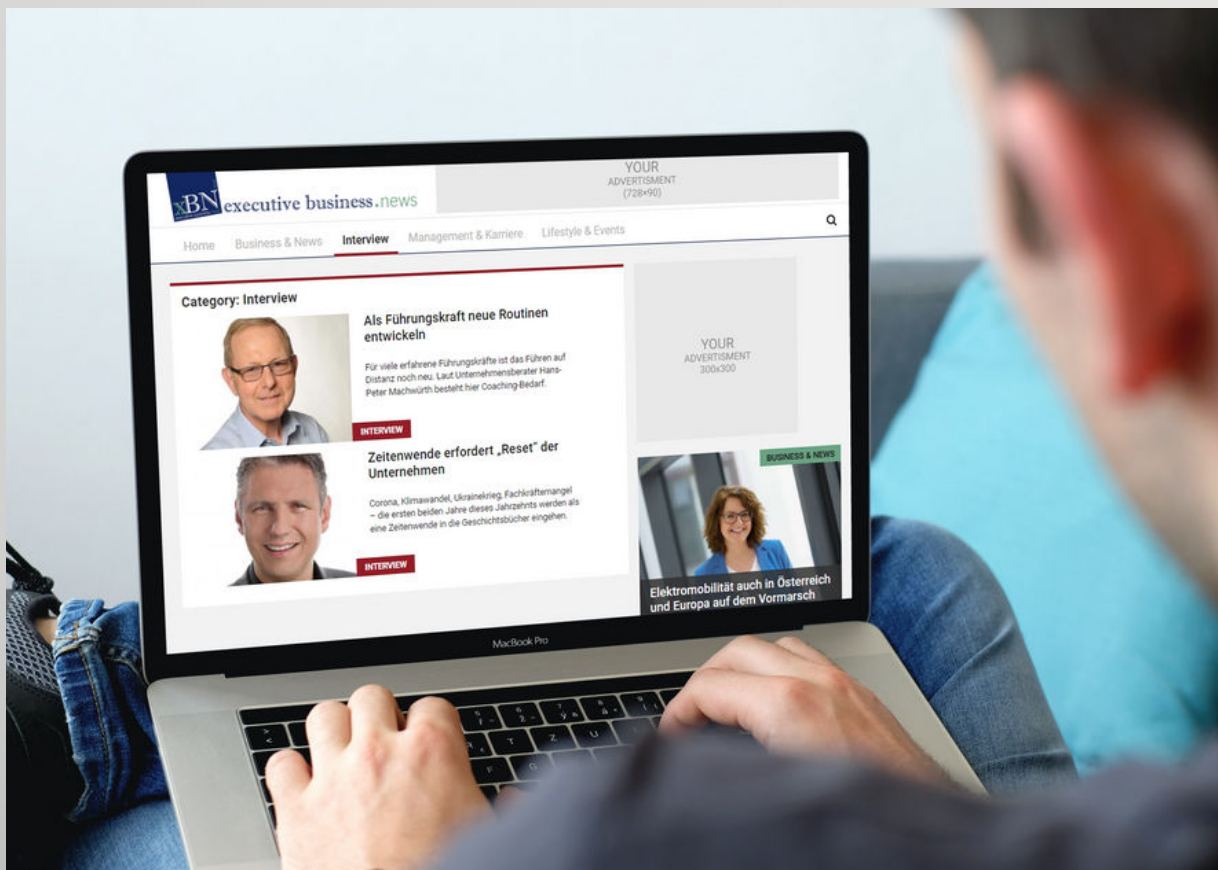 xBN executive business.news
YOUR
ADVERTISMENT
(728×90)
Home Business & News Interview Management & Karriere Lifestyle & Events
Category: Interview
Als Führungskraft neue Routinen
entwickeln
Für viele erfahrene Führungskräfte ist das Führen auf
Distanz noch neu. Laut Unternehmensberater Hans-
Peter Machwürth besteht hier Coaching-Bedarf.
INTERVIEW
Zeitenwende erfordert „Reset“ der
Unternehmen
Corona, Klimawandel, Ukrainekrieg, Fachkräftemangel
– die ersten beiden Jahre dieses Jahrzehnts werden als
eine Zeitenwende in die Geschichtsbücher eingehen.
INTERVIEW
YOUR
ADVERTISMENT
300x300
BUSINESS & NEWS
Elektromobilität auch in Österreich
und Europa auf dem Vormarsch
MacBook Pro
T Z U
F G